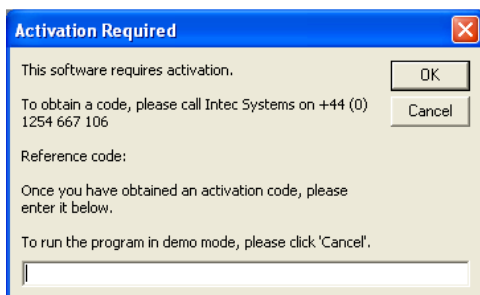 Activation Required
This software requires activation.
OK
To obtain a code, please call Intec Systems on +44 (0)
1254 667 106
Cancel
Reference code:
Once you have obtained an activation code, please
enter it below.
To run the program in demo mode, please click 'Cancel'.